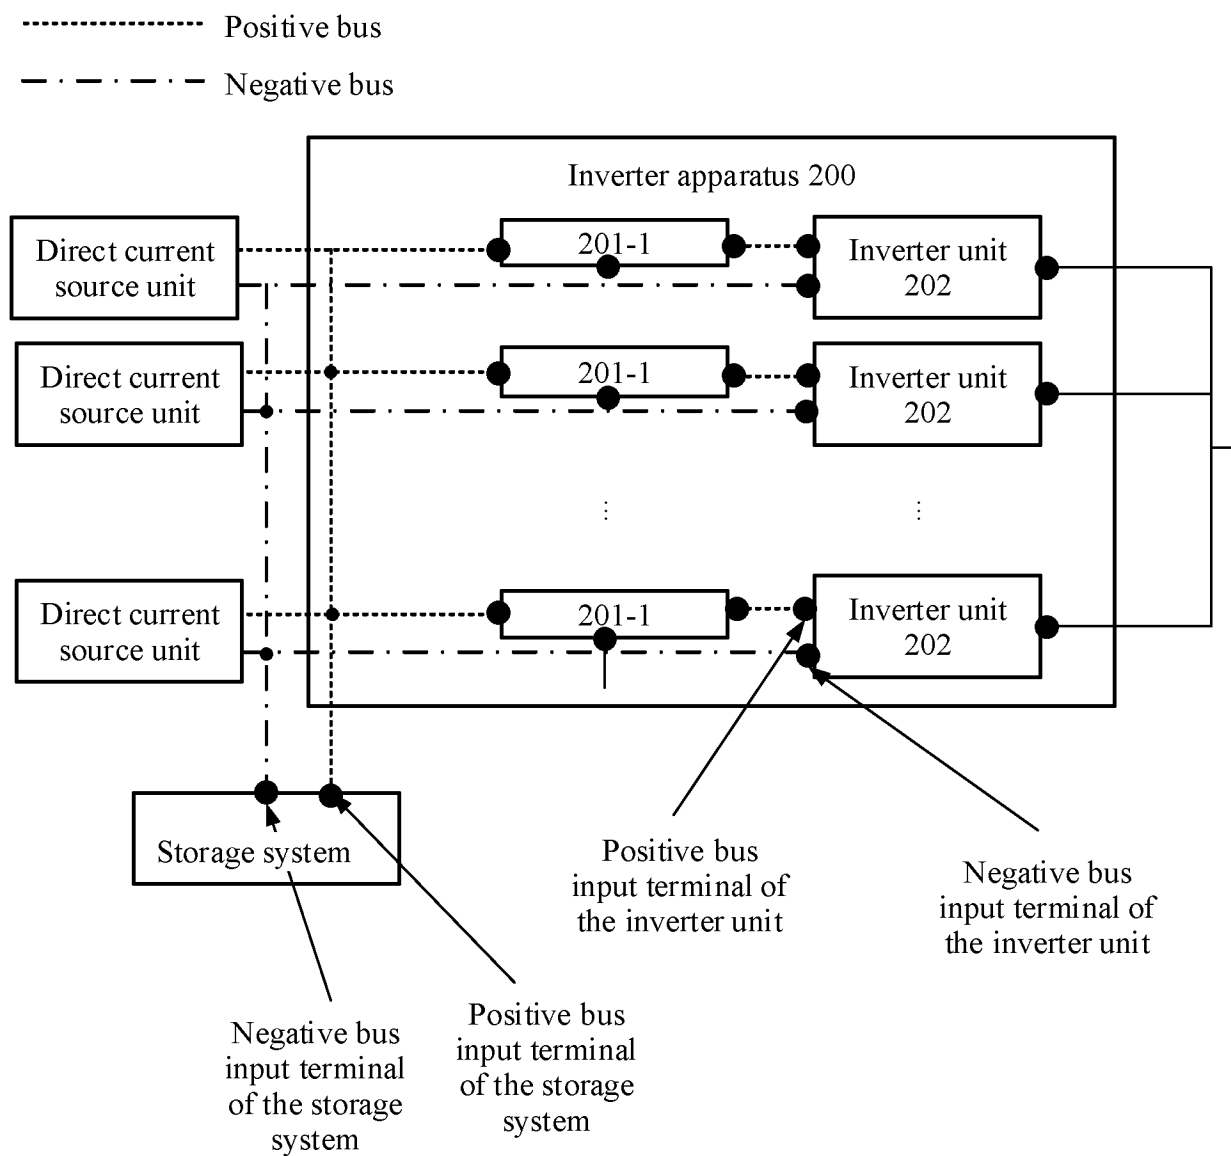 Positive bus
Negative bus
Inverter apparatus 200
Direct current
source unit
201-1
Inverter unit
202
Direct current
source unit
201-1
Inverter unit
202
Direct current
source unit
201-1
Inverter unit
202
Storage system
Positive bus
input terminal of
the inverter unit
Negative bus
input terminal of
the inverter unit
Negative bus
input terminal
of the storage
system
Positive bus
input terminal
of the storage
system